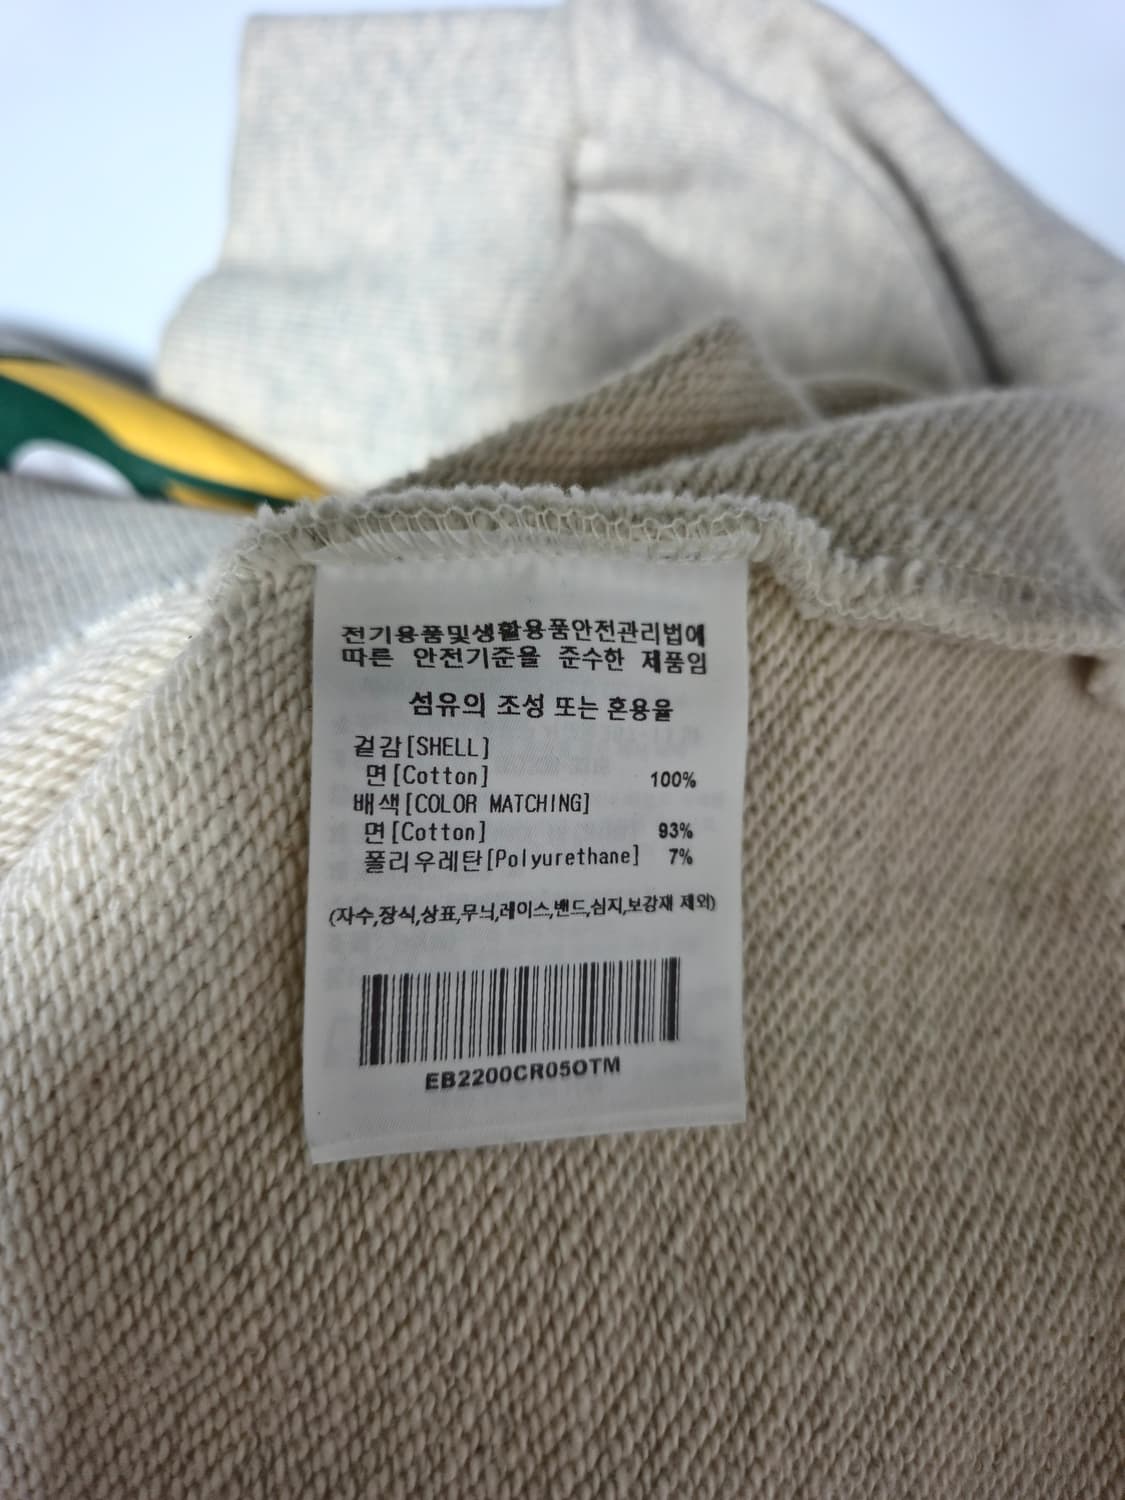 전기용품및생활용품안전관리법에
따른 안전기준을 준수한 제품임
섬유의 조성 또는 혼용율
겉감[SHELL]
면[Cotton] 100%
배색[COLOR MATCHING]
면[Cotton] 93%
폴리우레탄[Polyurethane] 7%
(자수,장식,상표,무늬,레이스,밴드,심지,보강재 제외)
EB2200CR05OTM